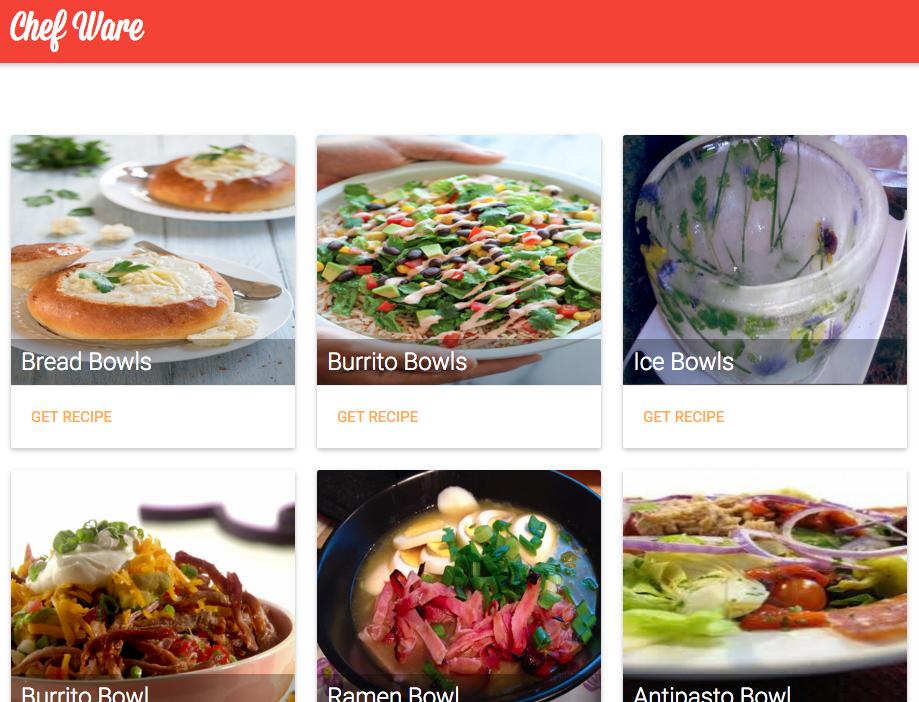 Chef Ware
Bread Bowls
Burrito Bowls
Ice Bowls
GET RECIPE
GET RECIPE
GET RECIPE
Burrito Bowl
Ramen Bowl
Antipasto Bowl